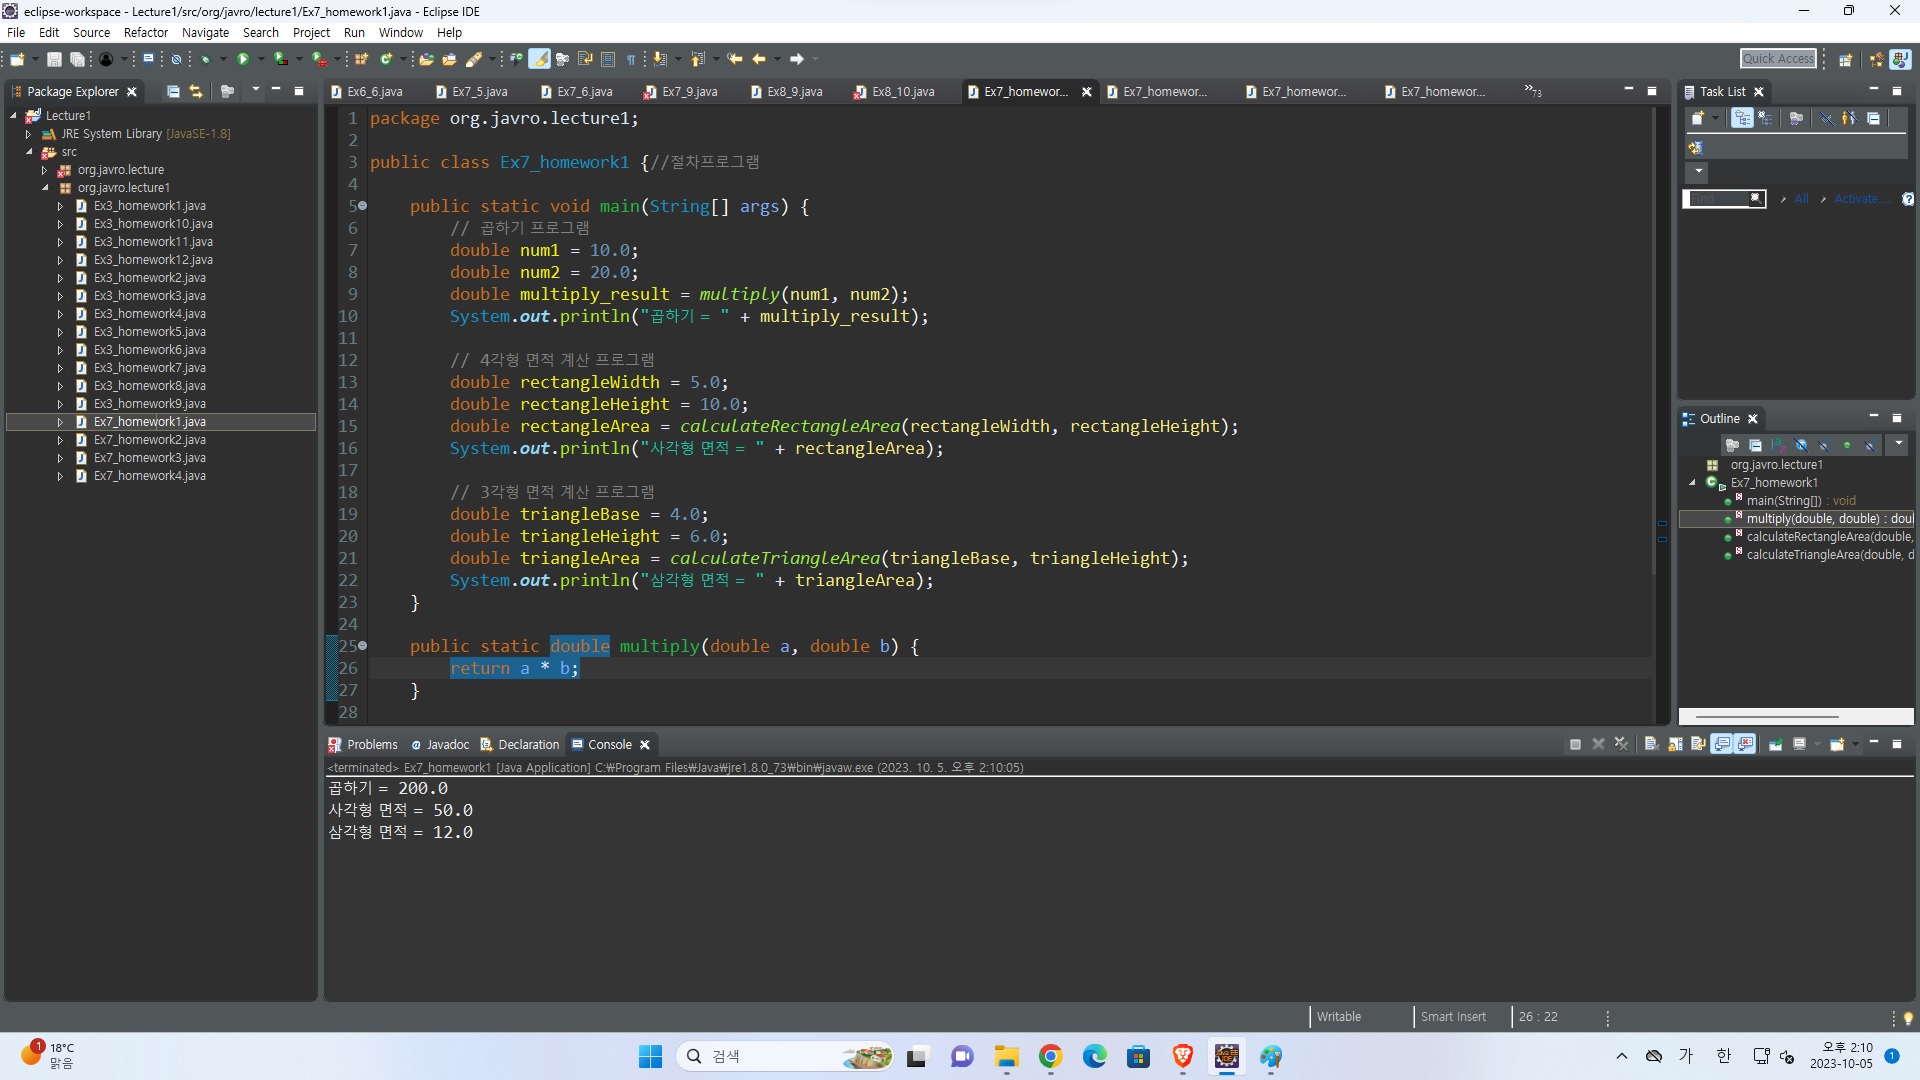 eclipse-workspace - Lecture1/src/org/javro/lecture1/Ex7_homework1.java - Eclipse IDE
File Edit Source Refactor Navigate Search Project Run Window Help
Quick Access
Package Explorer
Lecture1
JRE System Library [JavaSE-1.8]
src
org.javro.lecture
org.javro.lecture1
Ex3_homework1.java
Ex3_homework10.java
Ex3_homework11.java
Ex3_homework12.java
Ex3_homework2.java
Ex3_homework3.java
Ex3_homework4.java
Ex3_homework5.java
Ex3_homework6.java
Ex3_homework7.java
Ex3_homework8.java
Ex3_homework9.java
Ex7_homework1.java
Ex7_homework2.java
Ex7_homework3.java
Ex7_homework4.java
Ex6_6.java Ex7_5.java Ex7_6.java Ex7_9.java Ex8_9.java Ex8_10.java Ex7_homewor... Ex7_homewor... Ex7_homewor... Ex7_homewor... »73
1 package org.javro.lecture1;
2
3 public class Ex7_homework1 {//절차프로그램
4
5 public static void main(String[] args) {
6 // 곱하기 프로그램
7 double num1 = 10.0;
8 double num2 = 20.0;
9 double multiply_result = multiply(num1, num2);
10 System.out.println("곱하기 = " + multiply_result);
11
12 // 4각형 면적 계산 프로그램
13 double rectangleWidth = 5.0;
14 double rectangleHeight = 10.0;
15 double rectangleArea = calculateRectangleArea(rectangleWidth, rectangleHeight);
16 System.out.println("사각형 면적 = " + rectangleArea);
17
18 // 3각형 면적 계산 프로그램
19 double triangleBase = 4.0;
20 double triangleHeight = 6.0;
21 double triangleArea = calculateTriangleArea(triangleBase, triangleHeight);
22 System.out.println("삼각형 면적 = " + triangleArea);
23 }
24
25 public static double multiply(double a, double b) {
26 return a * b;
27 }
28
Task List
Find All Activate...
Outline
org.javro.lecture1
Ex7_homework1
main(String[]) : void
multiply(double, double) : doul
calculateRectangleArea(double,
calculateTriangleArea(double, d
Problems Javadoc Declaration Console
<terminated> Ex7_homework1 [Java Application] C:₩Program Files₩Java₩jre1.8.0_73₩bin₩javaw.exe (2023. 10. 5. 오후 2:10:05)
곱하기 = 200.0
사각형 면적 = 50.0
삼각형 면적 = 12.0
Writable Smart Insert 26 : 22
1
18°C
맑음
검색
가 한
오후 2:10
2023-10-05
1